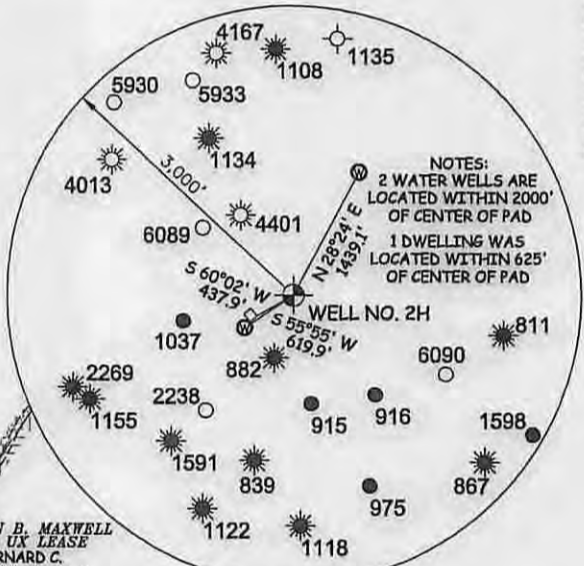 4167
1108
1135
5930
5933
1134
4013
3,000'
4401
6089
NOTES:
2 WATER WELLS ARE
LOCATED WITHIN 2000'
OF CENTER OF PAD
1 DWELLING WAS
LOCATED WITHIN 625'
OF CENTER OF PAD
W
N 28°24' E
1439.1'
S 60°02' W
437.9'
WELL NO. 2H
S 55°55' W
619.9'
W
1037
811
882
6090
2269
1155
2238
915
916
1598
1591
839
867
975
1122
1118
B. MAXWELL
UX LEASE
RNARD C.